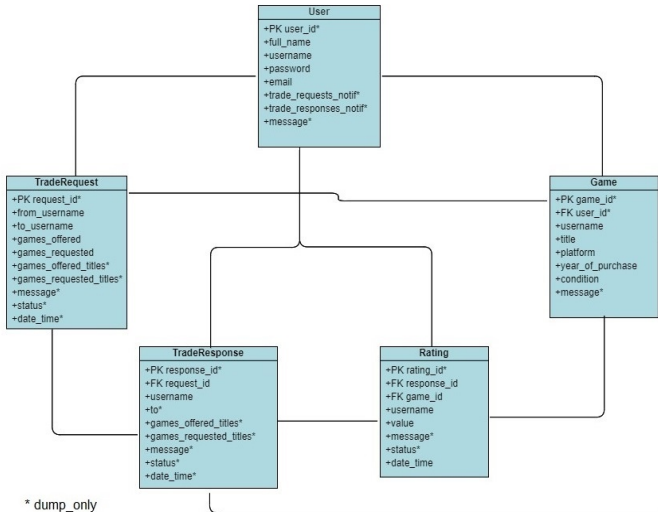 User
+PK user_id*
+full_name
+username
+password
+email
+trade_requests_notif*
+trade_responses_notif*
+message*
TradeRequest
+PK request_id*
+from_username
+to_username
+games_offered
+games_requested
+games_offered_titles*
+games_requested_titles*
+message*
+status*
+date_time*
Game
+PK game_id*
+FK user_id*
+username
+title
+platform
+year_of_purchase
+condition
+message*
TradeResponse
+PK response_id*
+FK request_id
+username
+to*
+games_offered_titles*
+games_requested_titles*
+message*
+status*
+date_time*
Rating
+PK rating_id*
+FK response_id
+FK game_id
+username
+value
+message*
+status*
+date_time
* dump_only